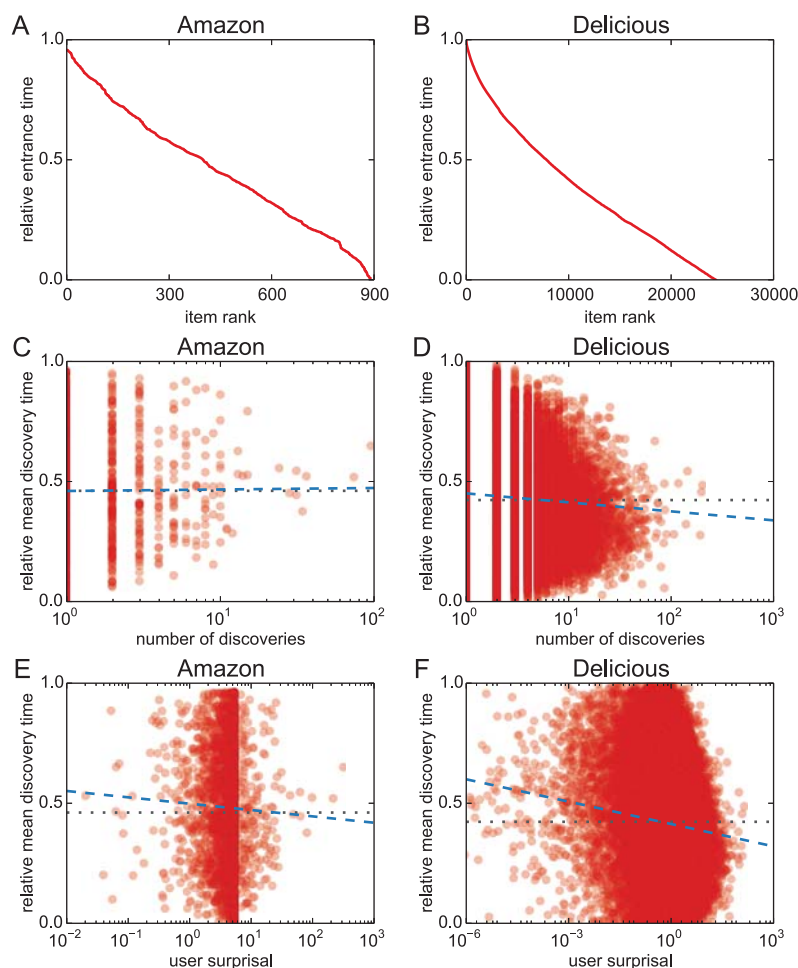 A
Amazon
relative entrance time
1.0
0.5
0.0
0
300
600
900
item rank
B
Delicious
relative entrance time
1.0
0.5
0.0
0
10000
20000
30000
item rank
C
Amazon
relative mean discovery time
1.0
0.5
0.0
10^0
10^1
10^2
number of discoveries
D
Delicious
relative mean discovery time
1.0
0.5
0.0
10^0
10^1
10^2
10^3
number of discoveries
E
Amazon
relative mean discovery time
1.0
0.5
0.0
10^-2
10^-1
10^0
10^1
10^2
10^3
user surprisal
F
Delicious
relative mean discovery time
1.0
0.5
0.0
10^-6
10^-3
10^0
10^3
user surprisal